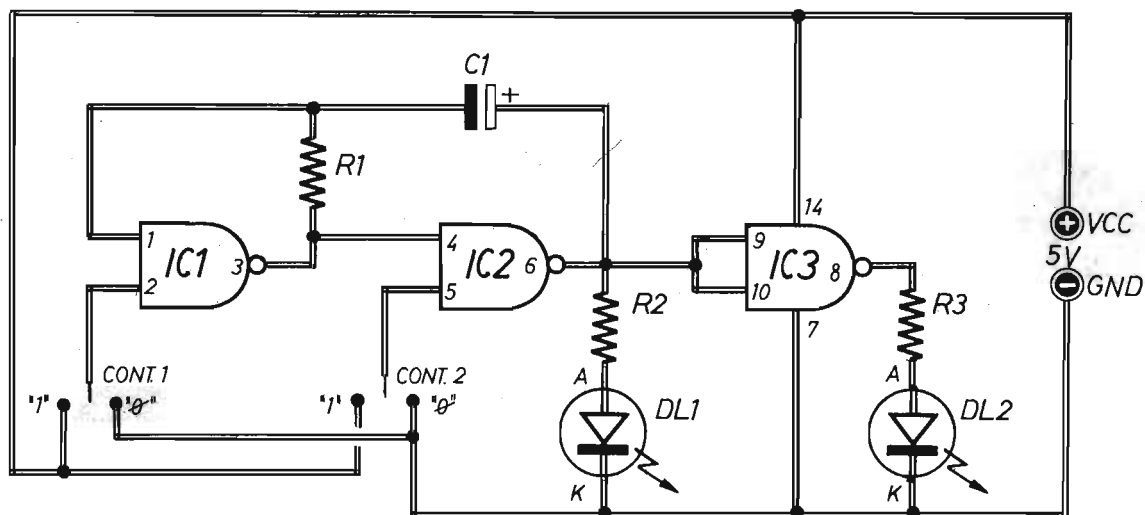 C1
+
R1
14
1
IC1
3
2
4
IC2
6
5
9
IC3
8
10
7
VCC
5V
GND
R2
R3
CONT. 1
CONT. 2
"1"
"0"
"1"
"0"
A
DL1
K
A
DL2
K